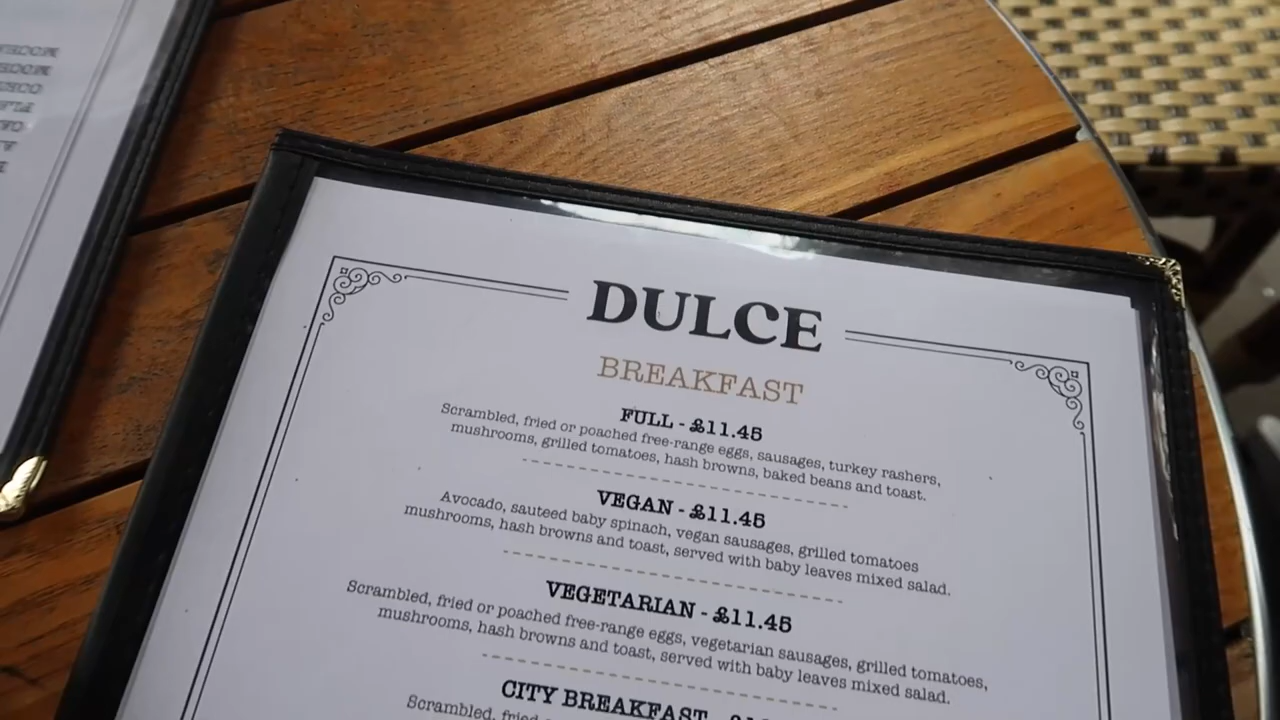 DULCE
BREAKFAST
FULL - £11.45
Scrambled, fried or poached free-range eggs, sausages, turkey rashers,
mushrooms, grilled tomatoes, hash browns, baked beans and toast.
VEGAN - £11.45
Avocado, sauteed baby spinach, vegan sausages, grilled tomatoes
mushrooms, hash browns and toast, served with baby leaves mixed salad.
VEGETARIAN - £11.45
Scrambled, fried or poached free-range eggs, vegetarian sausages, grilled tomatoes,
mushrooms, hash browns and toast, served with baby leaves mixed salad.
CITY BREAKFAST -
Scrambled, fried